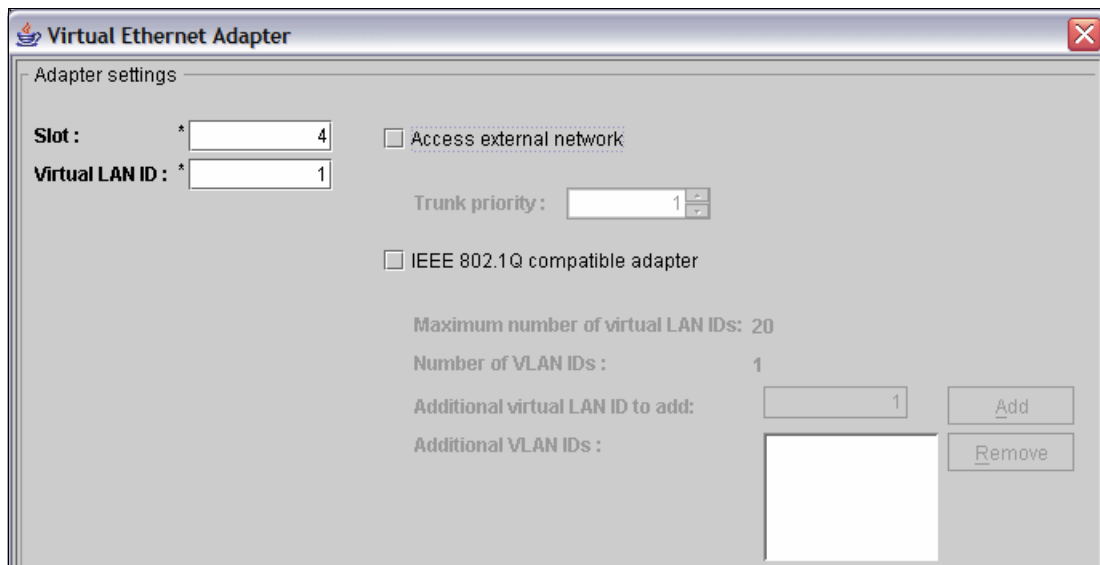 Virtual Ethernet Adapter
Adapter settings
Slot : * 4
Virtual LAN ID : * 1
Access external network
Trunk priority : 1
IEEE 802.1Q compatible adapter
Maximum number of virtual LAN IDs: 20
Number of VLAN IDs : 1
Additional virtual LAN ID to add: 1 Add
Additional VLAN IDs : Remove